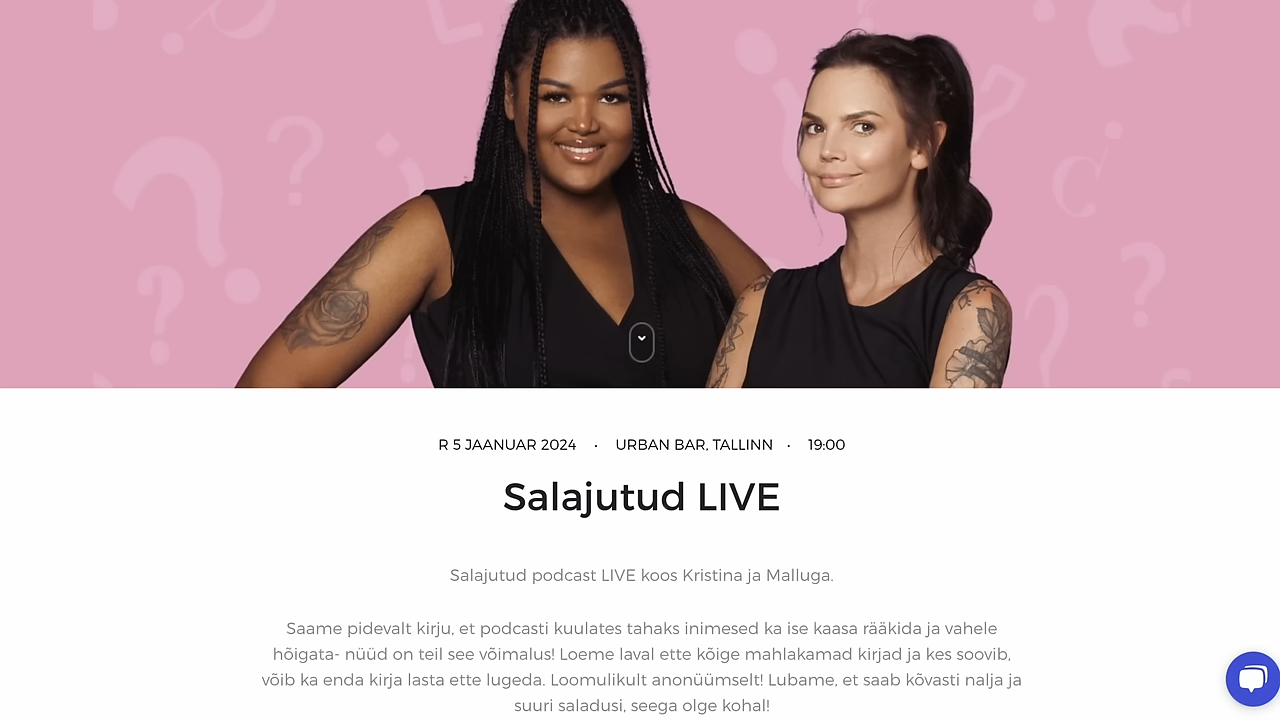 R 5 JAANUAR 2024 • URBAN BAR, TALLINN • 19:00
Salajutud LIVE
Salajutud podcast LIVE koos Kristina ja Malluga.
Saame pidevalt kirju, et podcasti kuulates tahaks inimesed ka ise kaasa rääkida ja vahele
hõigata- nüüd on teil see võimalus! Loeme laval ette kõige mahlakamad kirjad ja kes soovib,
võib ka enda kirja lasta ette lugeda. Loomulikult anonüümselt! Lubame, et saab kõvasti nalja ja
suuri saladusi, seega olge kohal!